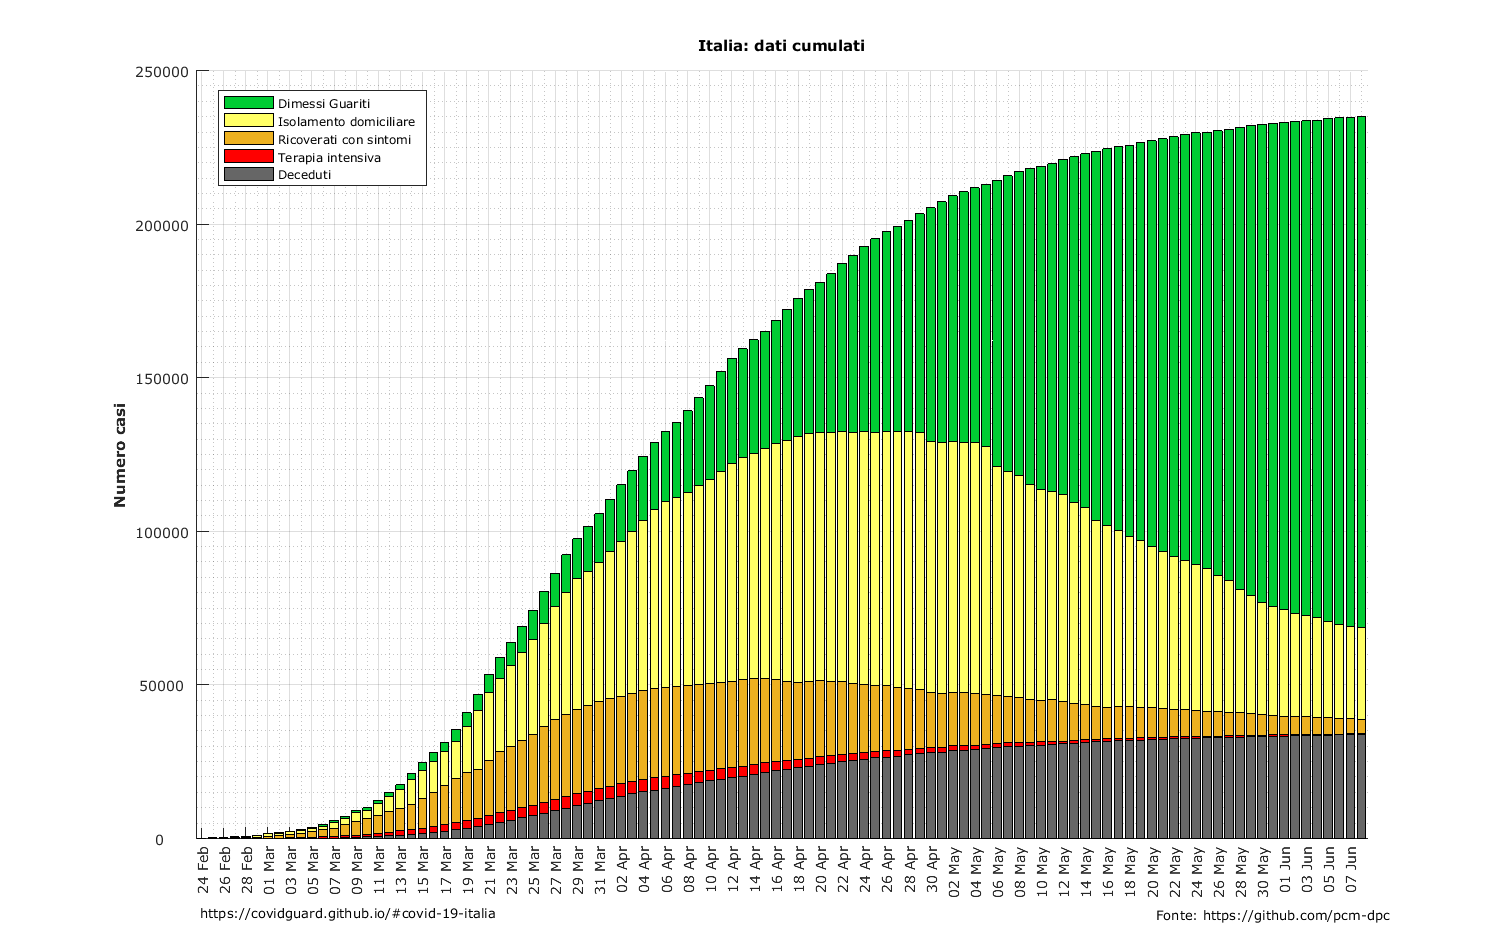 Italia: dati cumulati
250000
200000
150000
100000
50000
0
Numero casi
Dimessi Guariti
Isolamento domiciliare
Ricoverati con sintomi
Terapia intensiva
Deceduti
24 Feb
26 Feb
28 Feb
01 Mar
03 Mar
05 Mar
07 Mar
09 Mar
11 Mar
13 Mar
15 Mar
17 Mar
19 Mar
21 Mar
23 Mar
25 Mar
27 Mar
29 Mar
31 Mar
02 Apr
04 Apr
06 Apr
08 Apr
10 Apr
12 Apr
14 Apr
16 Apr
18 Apr
20 Apr
22 Apr
24 Apr
26 Apr
28 Apr
30 Apr
02 May
04 May
06 May
08 May
10 May
12 May
14 May
16 May
18 May
20 May
22 May
24 May
26 May
28 May
30 May
01 Jun
03 Jun
05 Jun
07 Jun
https://covidguard.github.io/#covid-19-italia
Fonte: https://github.com/pcm-dpc